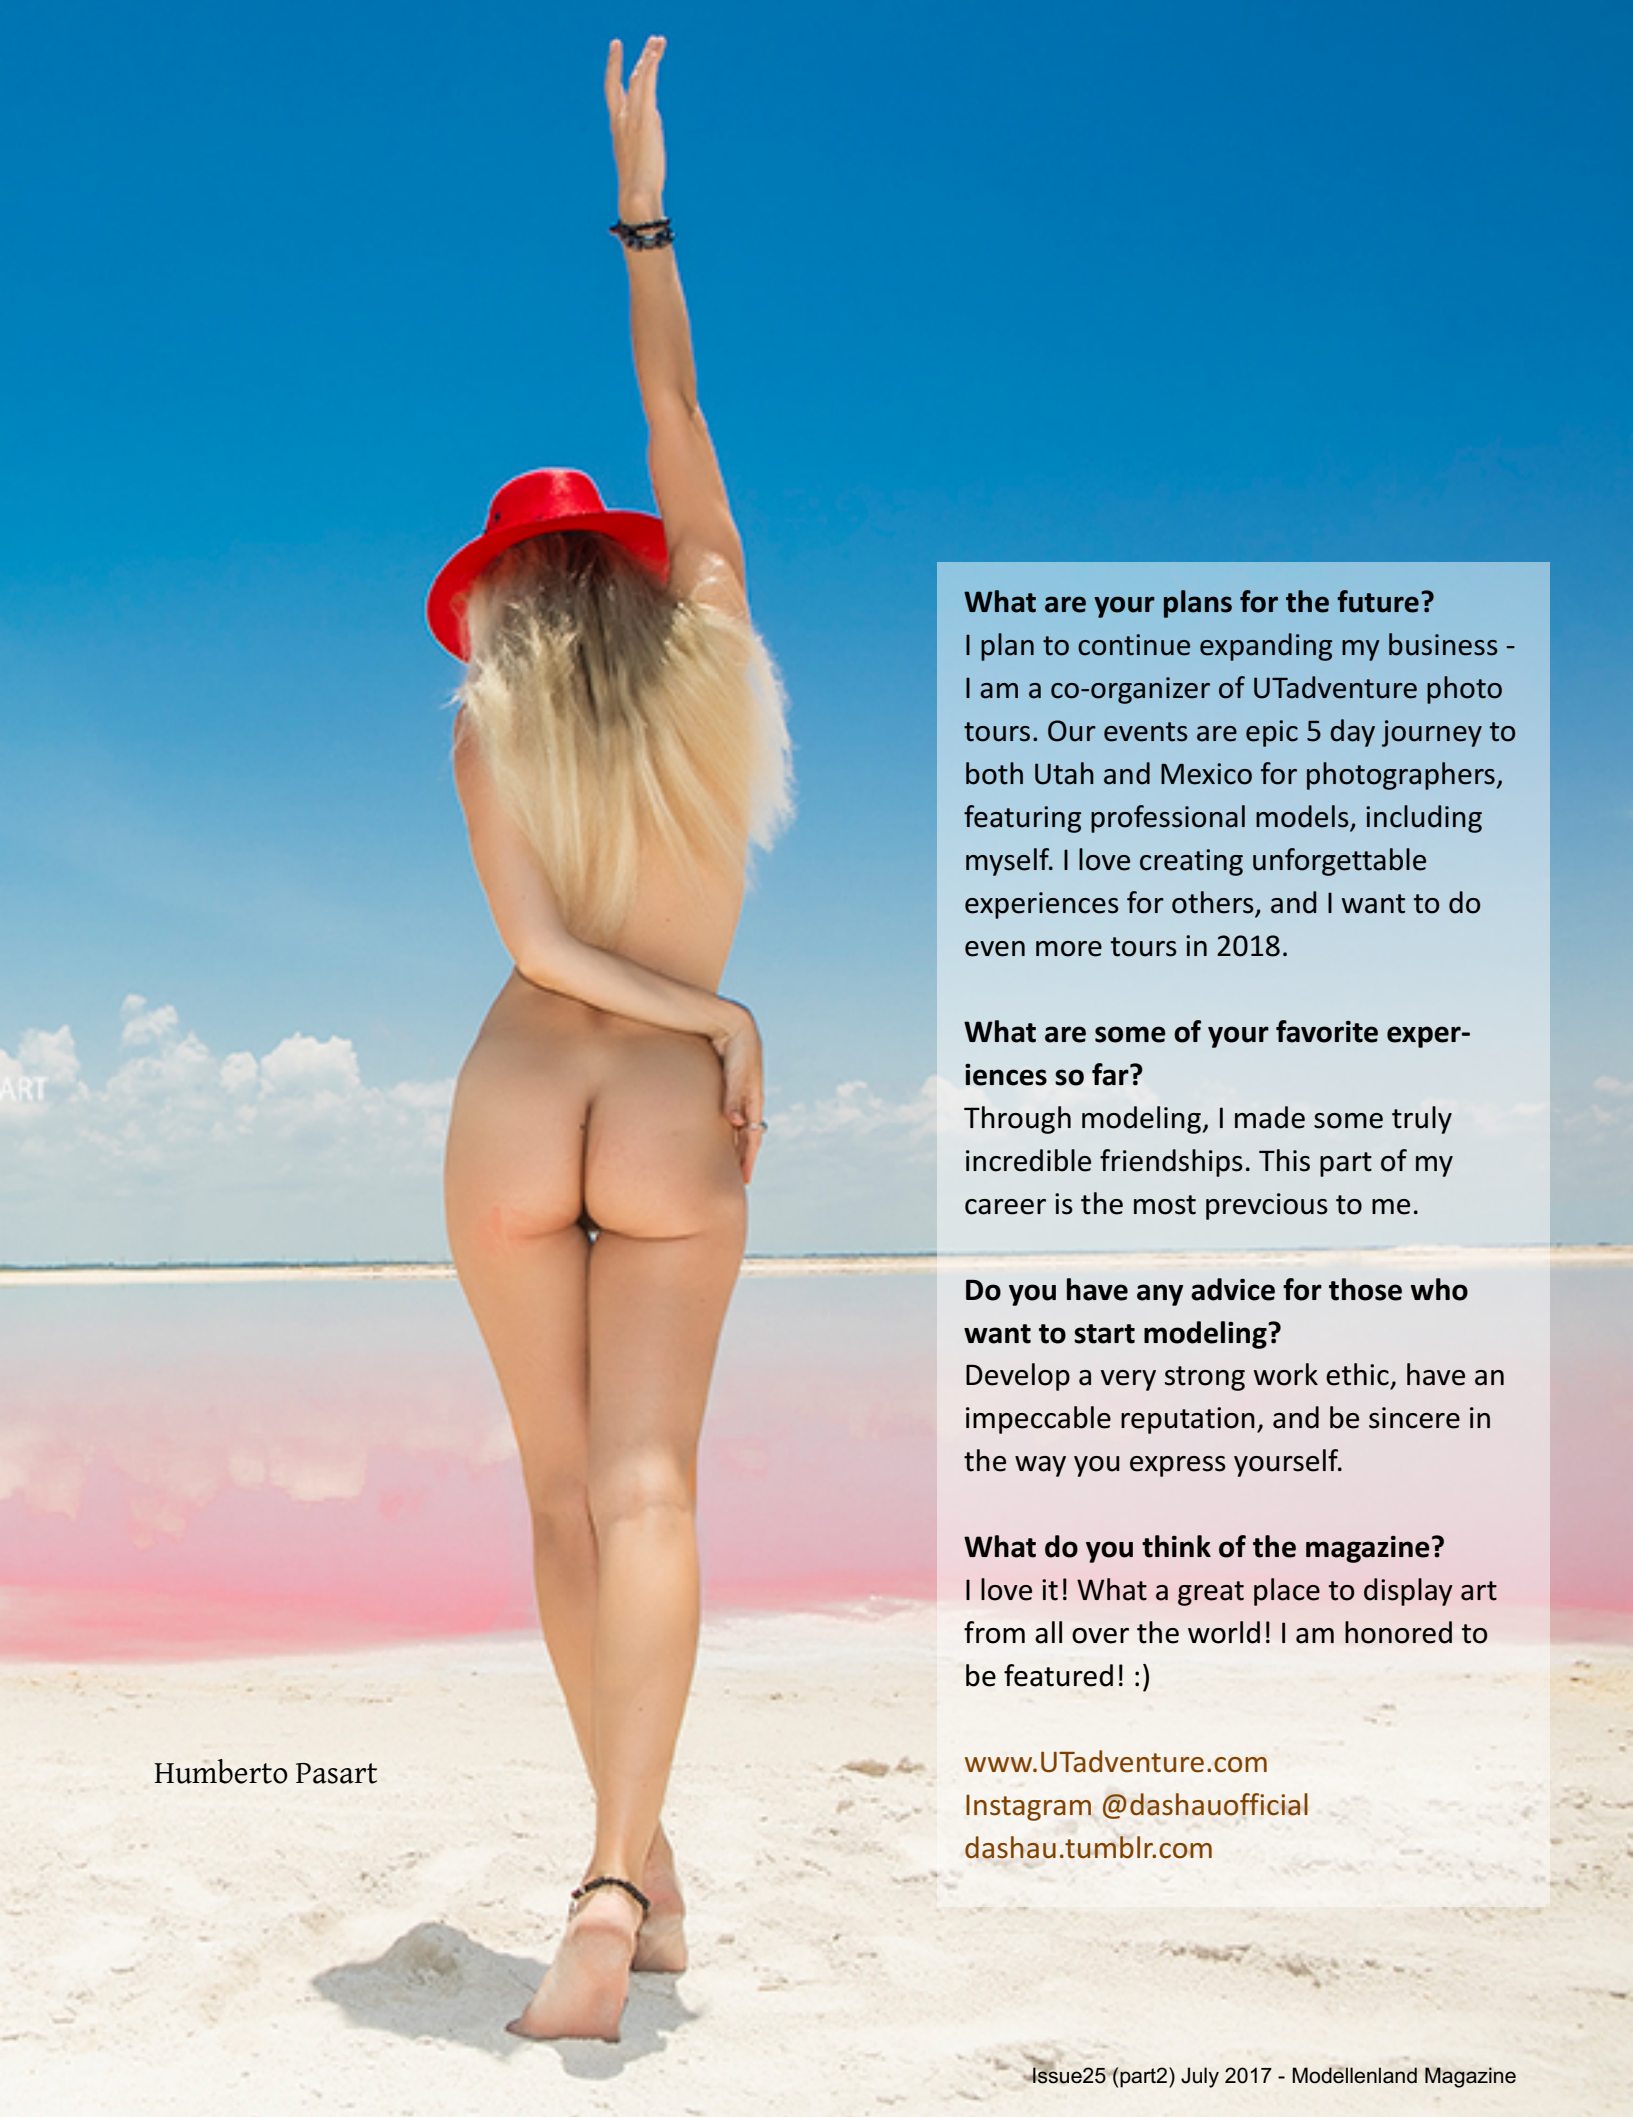 What are your plans for the future?
I plan to continue expanding my business -
I am a co-organizer of UTadventure photo
tours. Our events are epic 5 day journey to
both Utah and Mexico for photographers,
featuring professional models, including
myself. I love creating unforgettable
experiences for others, and I want to do
even more tours in 2018.
What are some of your favorite exper-
iences so far?
Through modeling, I made some truly
incredible friendships. This part of my
career is the most prevcious to me.
ART
Do you have any advice for those who
want to start modeling?
Develop a very strong work ethic, have an
impeccable reputation, and be sincere in
the way you express yourself.
What do you think of the magazine?
I love it! What a great place to display art
from all over the world! I am honored to
be featured! :)
www.UTadventure.com
Instagram @dashauofficial
dashau.tumblr.com
Humberto Pasart
Issue25 (part2) July 2017 - Modellenland Magazine